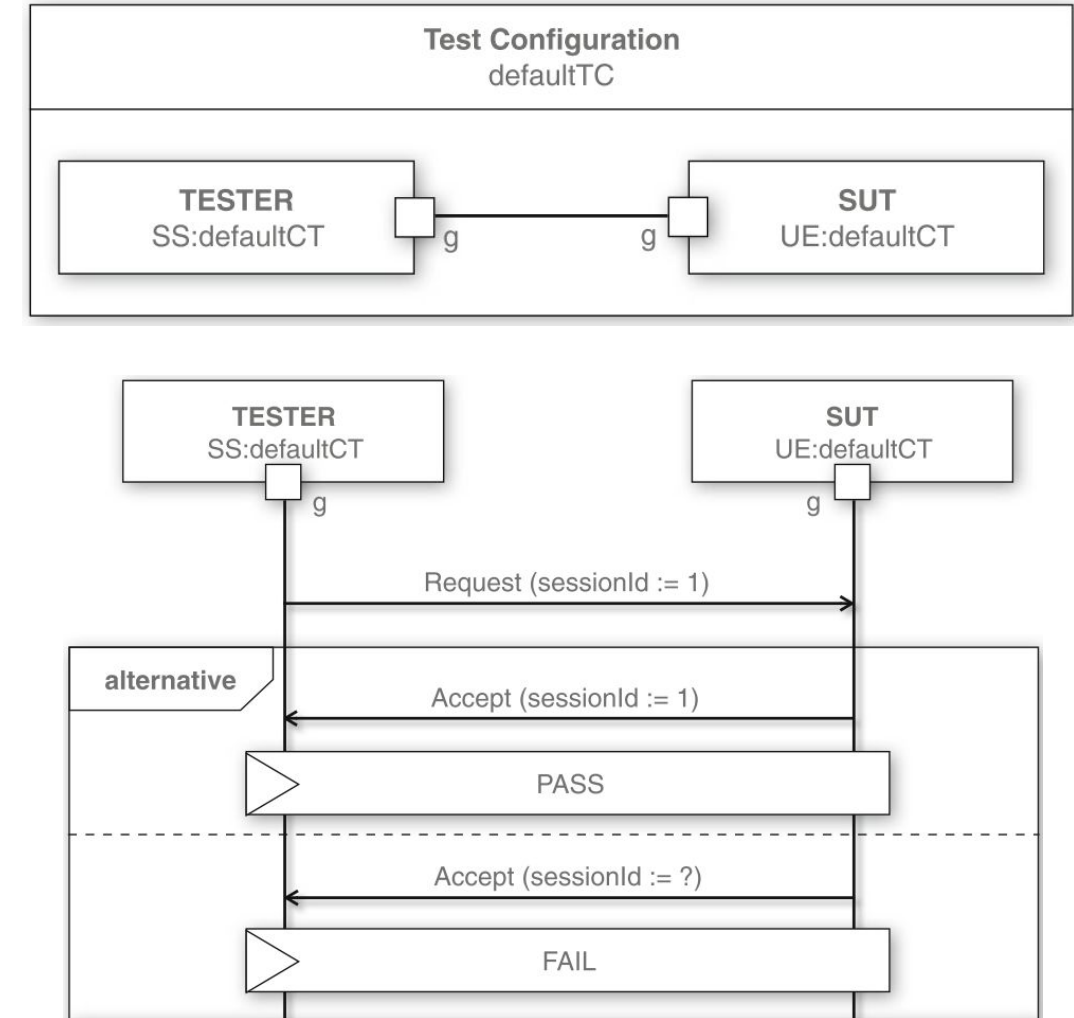 Test Configuration
defaultTC
TESTER
SS:defaultCT
g
g
SUT
UE:defaultCT
TESTER
SS:defaultCT
g
SUT
UE:defaultCT
g
Request (sessionId := 1)
alternative
Accept (sessionId := 1)
PASS
Accept (sessionId := ?)
FAIL